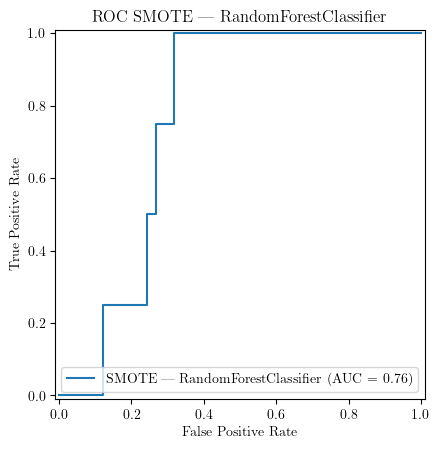 ROC SMOTE — RandomForestClassifier
1.0
0.8
0.6
0.4
0.2
0.0
True Positive Rate
SMOTE — RandomForestClassifier (AUC = 0.76)
0.0 0.2 0.4 0.6 0.8 1.0
False Positive Rate